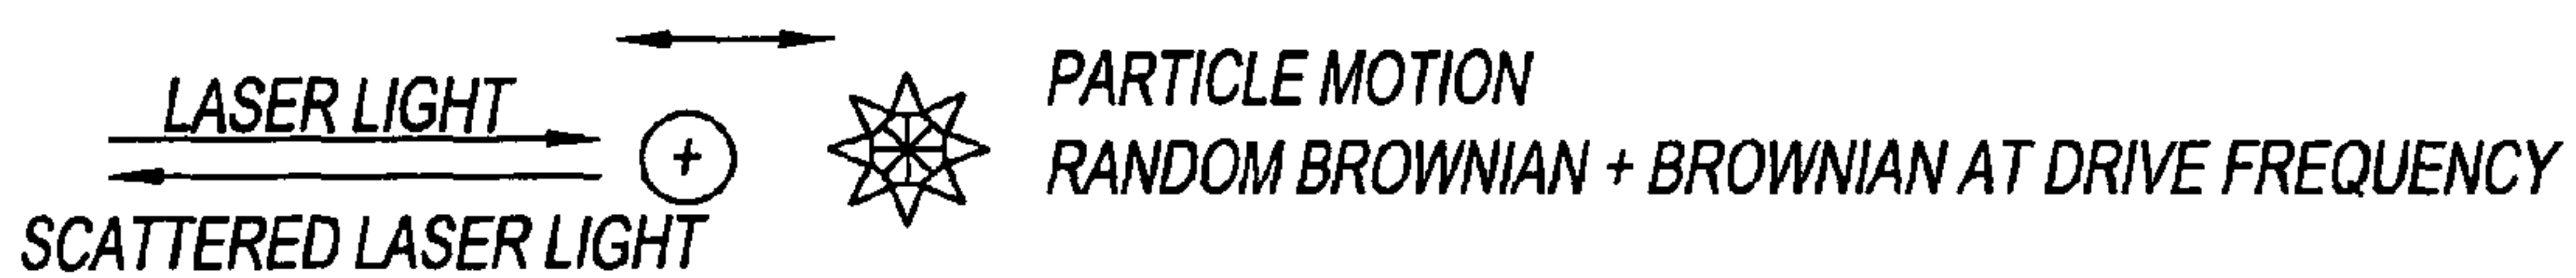 LASER LIGHT
+
SCATTERED LASER LIGHT
PARTICLE MOTION
RANDOM BROWNIAN + BROWNIAN AT DRIVE FREQUENCY